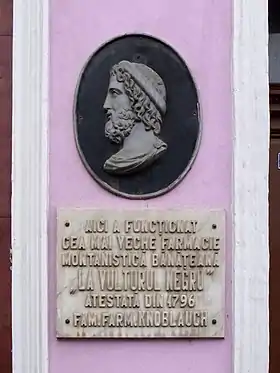 AICI A FUNCȚIONAT
CEA MAI VECHE FARMACIE
MONTANISTICĂ BĂNĂȚEANĂ
„LA VULTURUL NEGRU”
ATESTATĂ DIN 1796
FAM.FARM.KNOBLAUCH